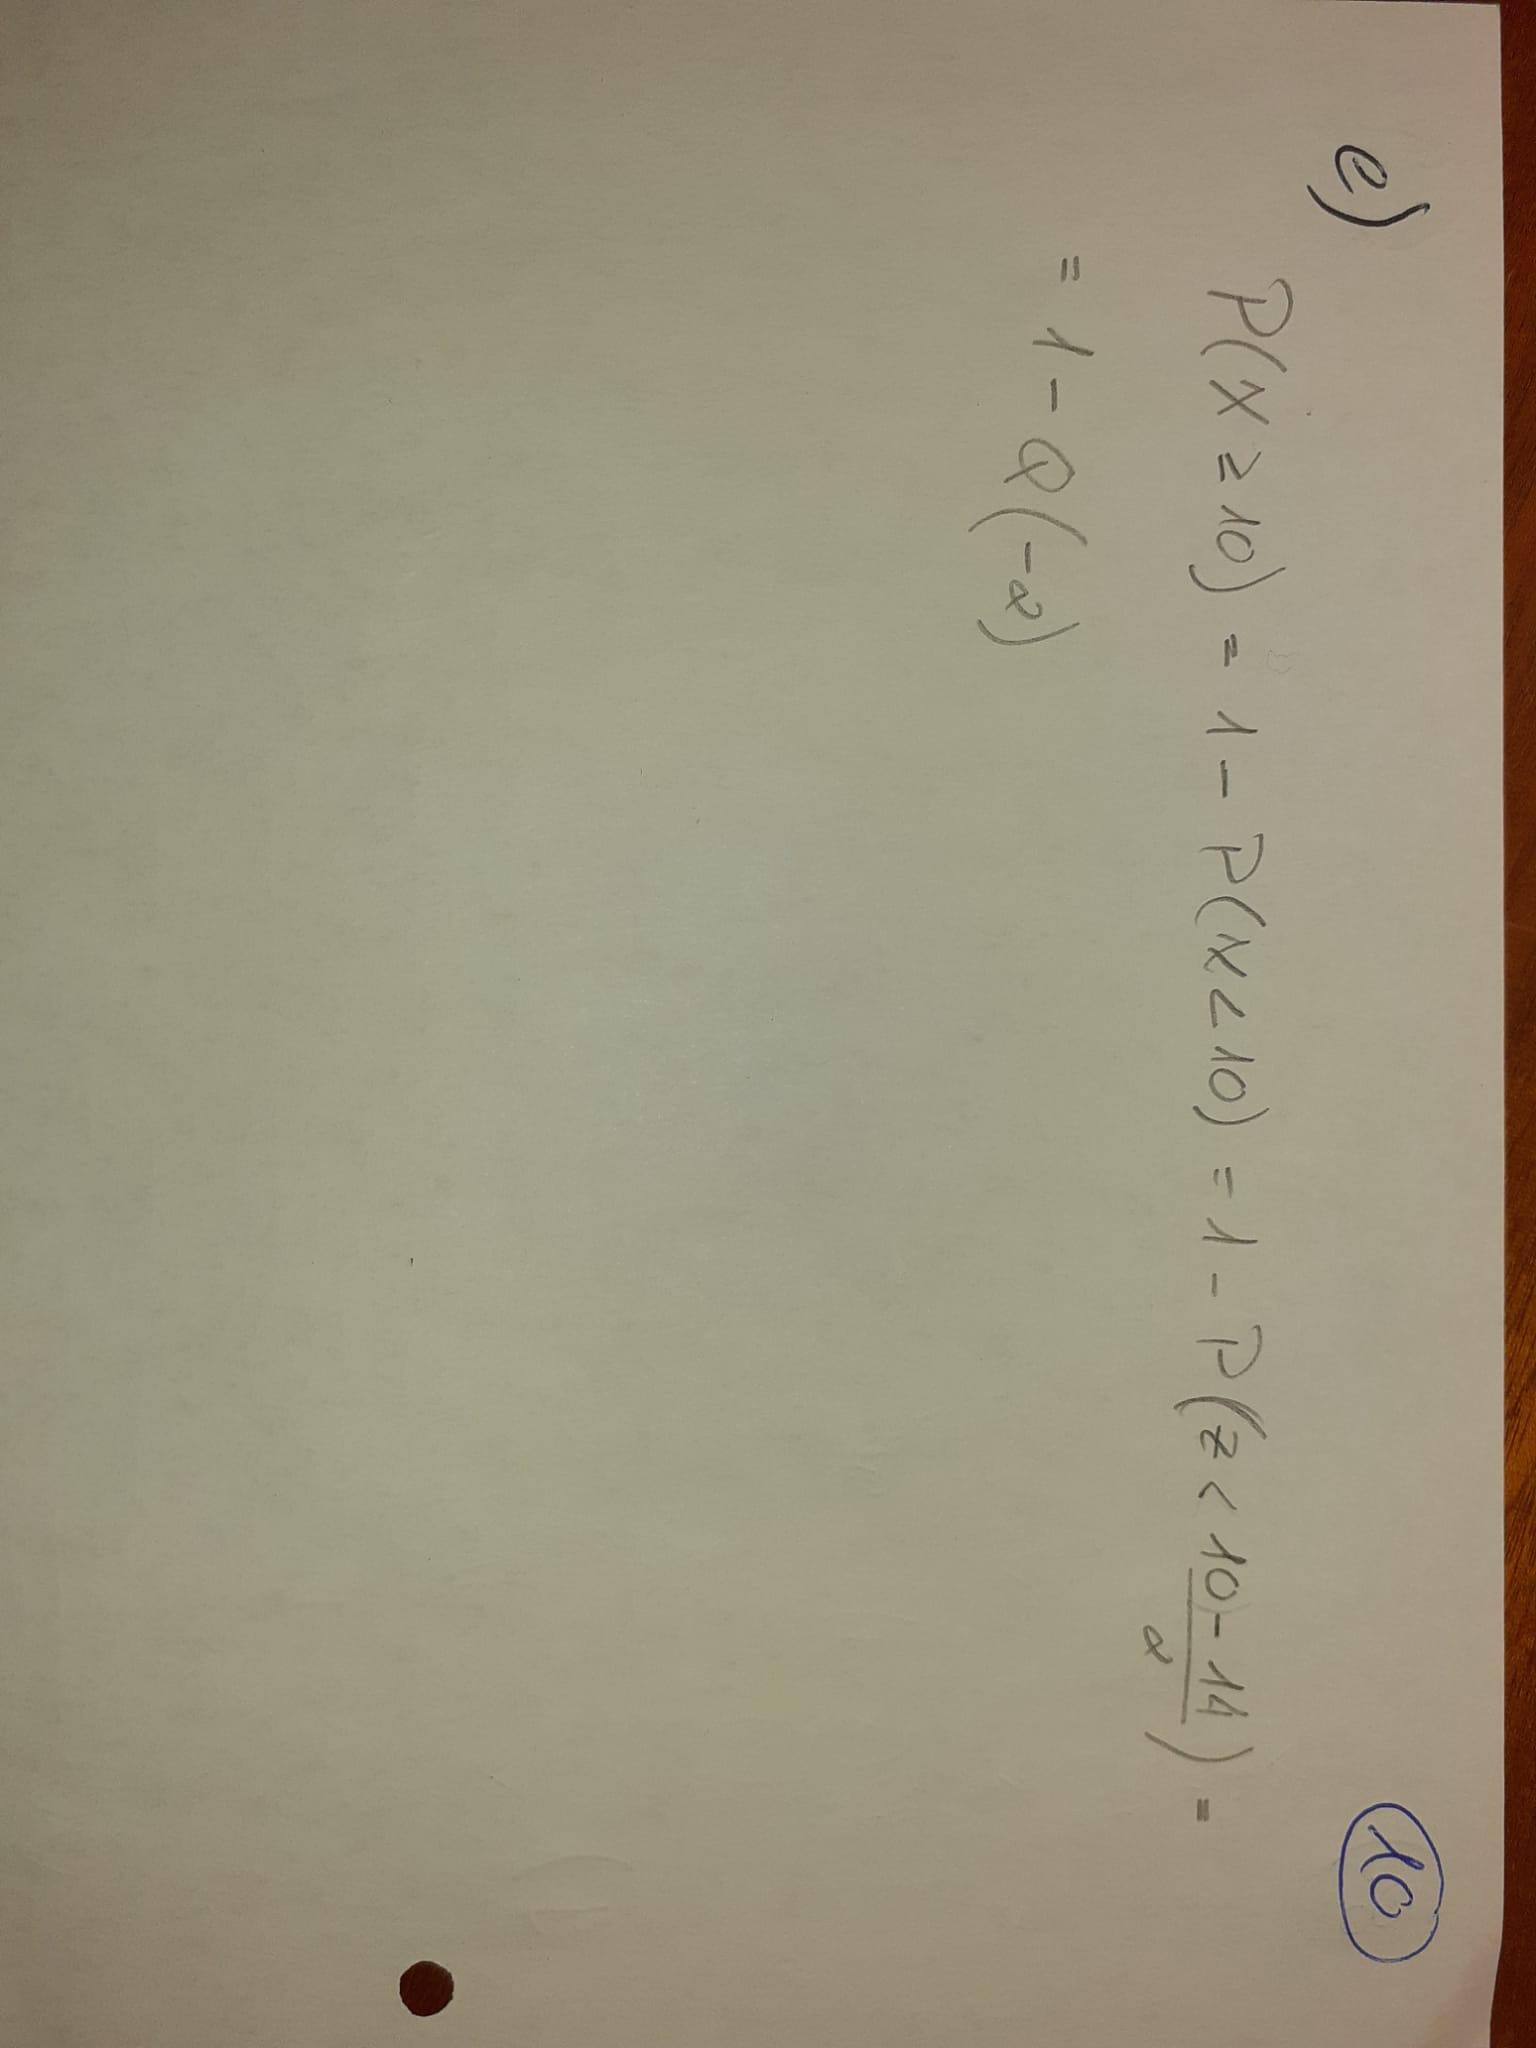 e)
10
P(X ≥ 10) = 1 - P(X < 10) = 1 - P(z < 10 - 14 / 2) =
= 1 - Q(-2)